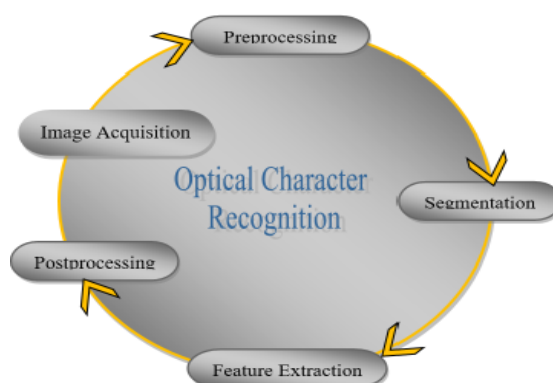 Preprocessing
Image Acquisition
Optical Character
Recognition
Segmentation
Postprocessing
Feature Extraction